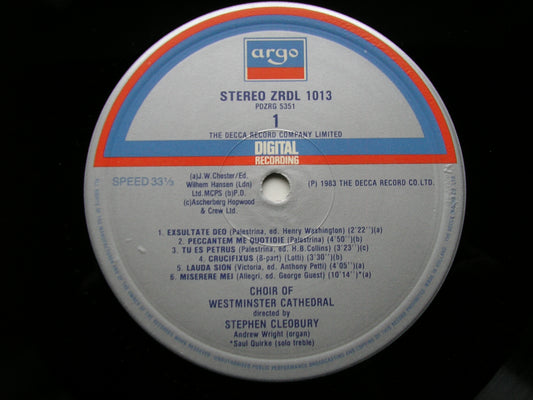 argo
STEREO ZRDL 1013
PDZRG 5351
1
THE DECCA RECORD COMPANY LIMITED
DIGITAL
RECORDING
SPEED 33⅓
(a)J.W.Chester/Ed.
Wilhem Hansen (Ldn)
Ltd. MCPS (b)P.D.
(c)Ascherberg Hopwood
& Crew Ltd.
(P) 1983 THE DECCA RECORD CO.LTD.
1. EXSULTATE DEO (Palestrina, ed. Henry Washington) (2'22'')(a)
2. PECCANTEM ME QUOTIDIE (Palestrina) (4'50'')(b)
3. TU ES PETRUS (Palestrina, ed. H.B.Collins) (3'23'')(c)
4. CRUCIFIXUS (8-part) (Lotti) (3'30'')(b)
5. LAUDA SION (Victoria, ed. Anthony Petti) (4'05'')(a)
6. MISERERE MEI (Allegri, ed. George Guest) (10'14'')*(a)
CHOIR OF
WESTMINSTER CATHEDRAL
directed by
STEPHEN CLEOBURY
Andrew Wright (organ)
*Saul Quirke (solo treble)